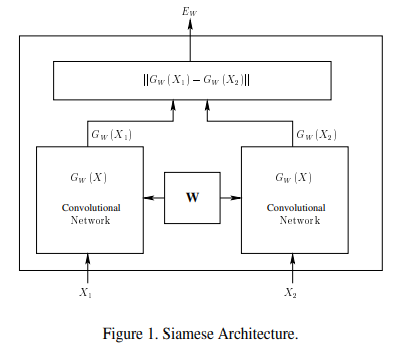 E_W
||G_W(X_1) – G_W(X_2)||
G_W(X_1)
G_W(X_2)
G_W(X)
Convolutional
Network
W
G_W(X)
Convolutional
Network
X_1
X_2
Figure 1. Siamese Architecture.